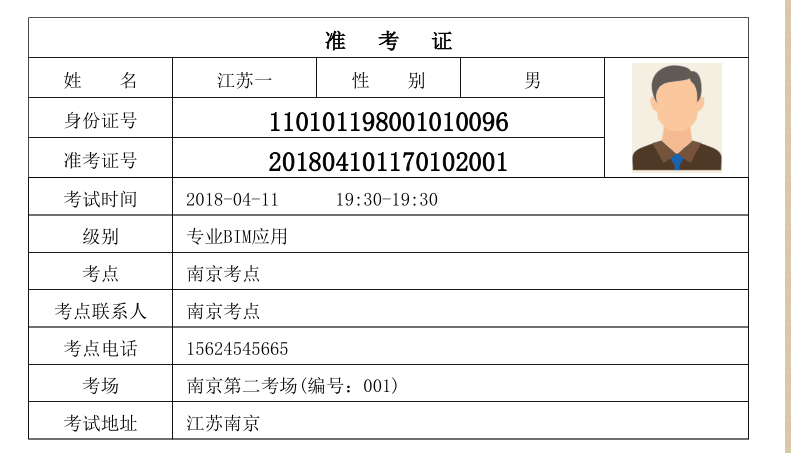 准 考 证
姓 名 江苏一 性 别 男
身份证号 110101198001010096
准考证号 201804101170102001
考试时间 2018-04-11 19:30-19:30
级别 专业BIM应用
考点 南京考点
考点联系人 南京考点
考点电话 15624545665
考场 南京第二考场(编号: 001)
考试地址 江苏南京